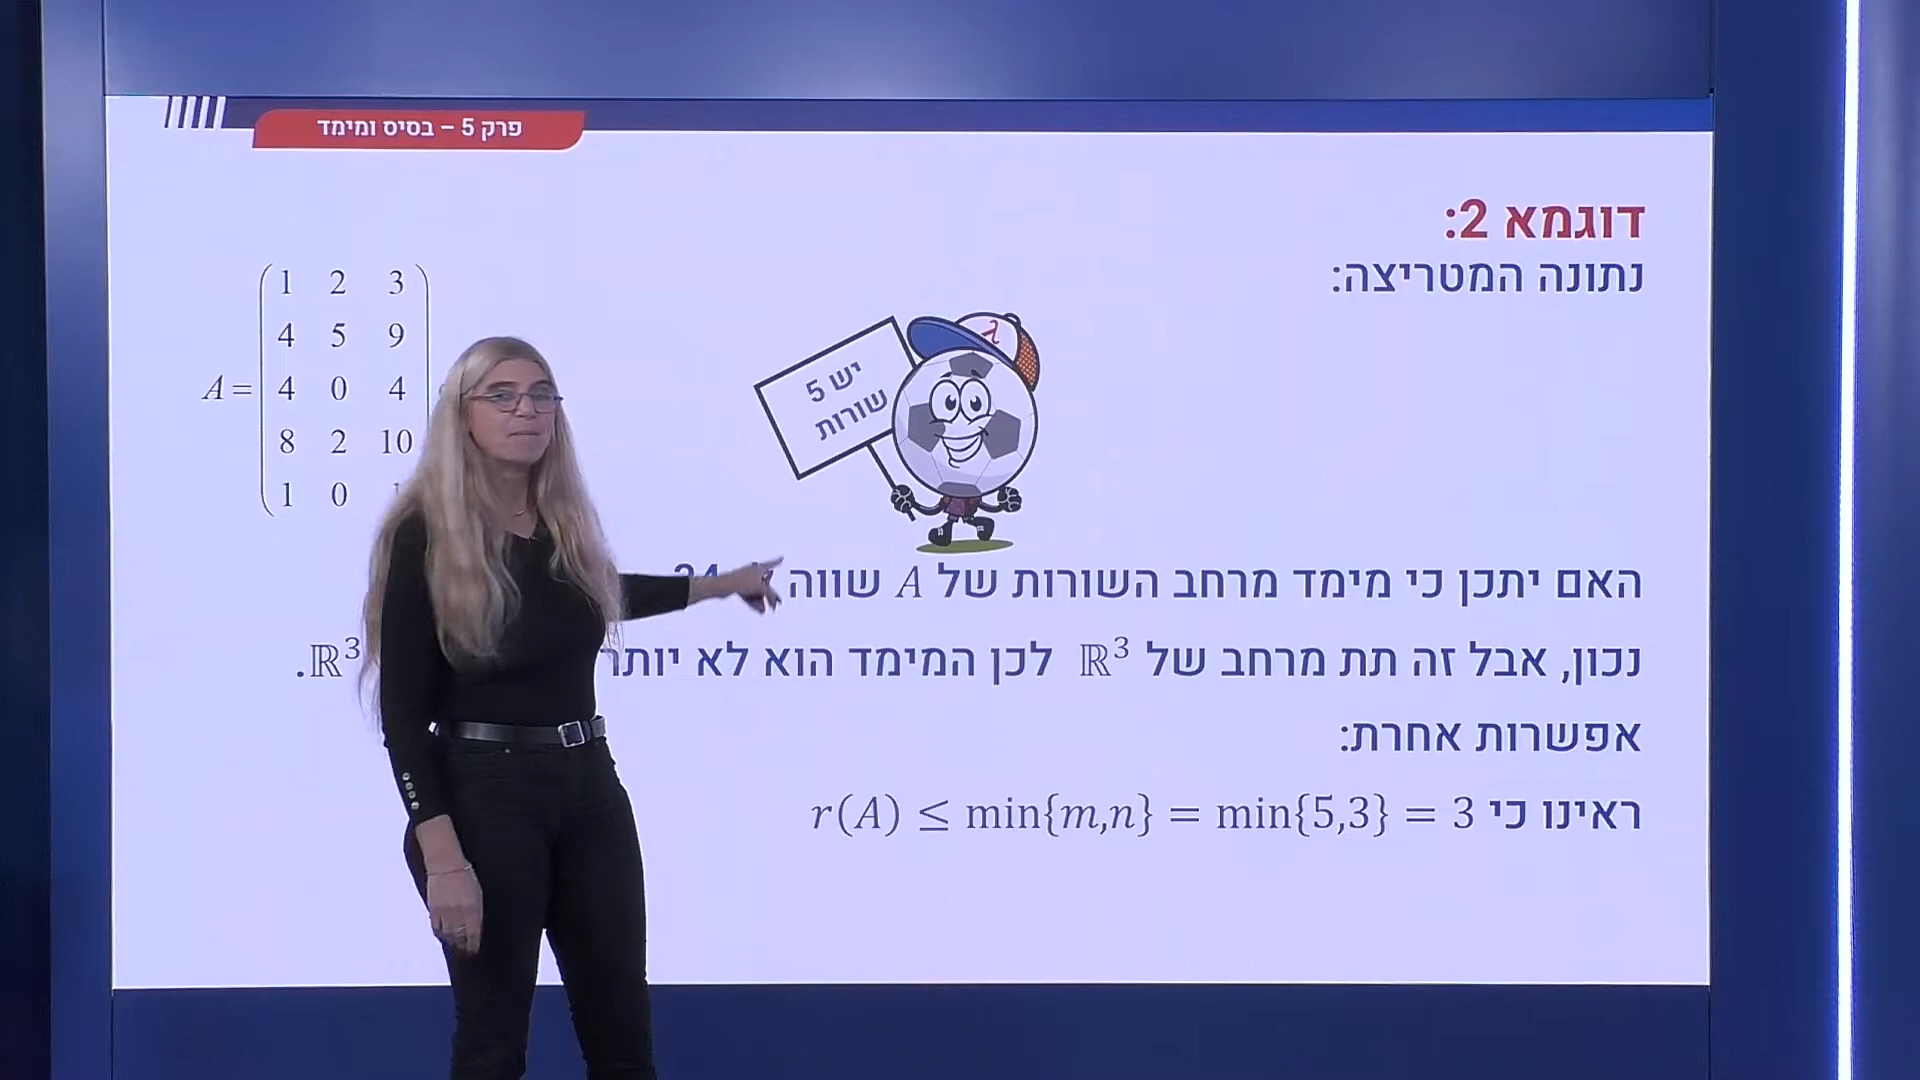 פרק 5 – בסיס ומימד
דוגמא 2:
נתונה המטריצה:
A =
1 2 3
4 5 9
4 0 4
8 2 10
1 0
יש 5
שורות
האם יתכן כי מימד מרחב השורות של A שווה
נכון, אבל זה תת מרחב של ℝ³ לכן המימד הוא לא יותר ℝ³.
אפשרות אחרת:
ראינו כי r(A) ≤ min{m,n} = min{5,3} = 3